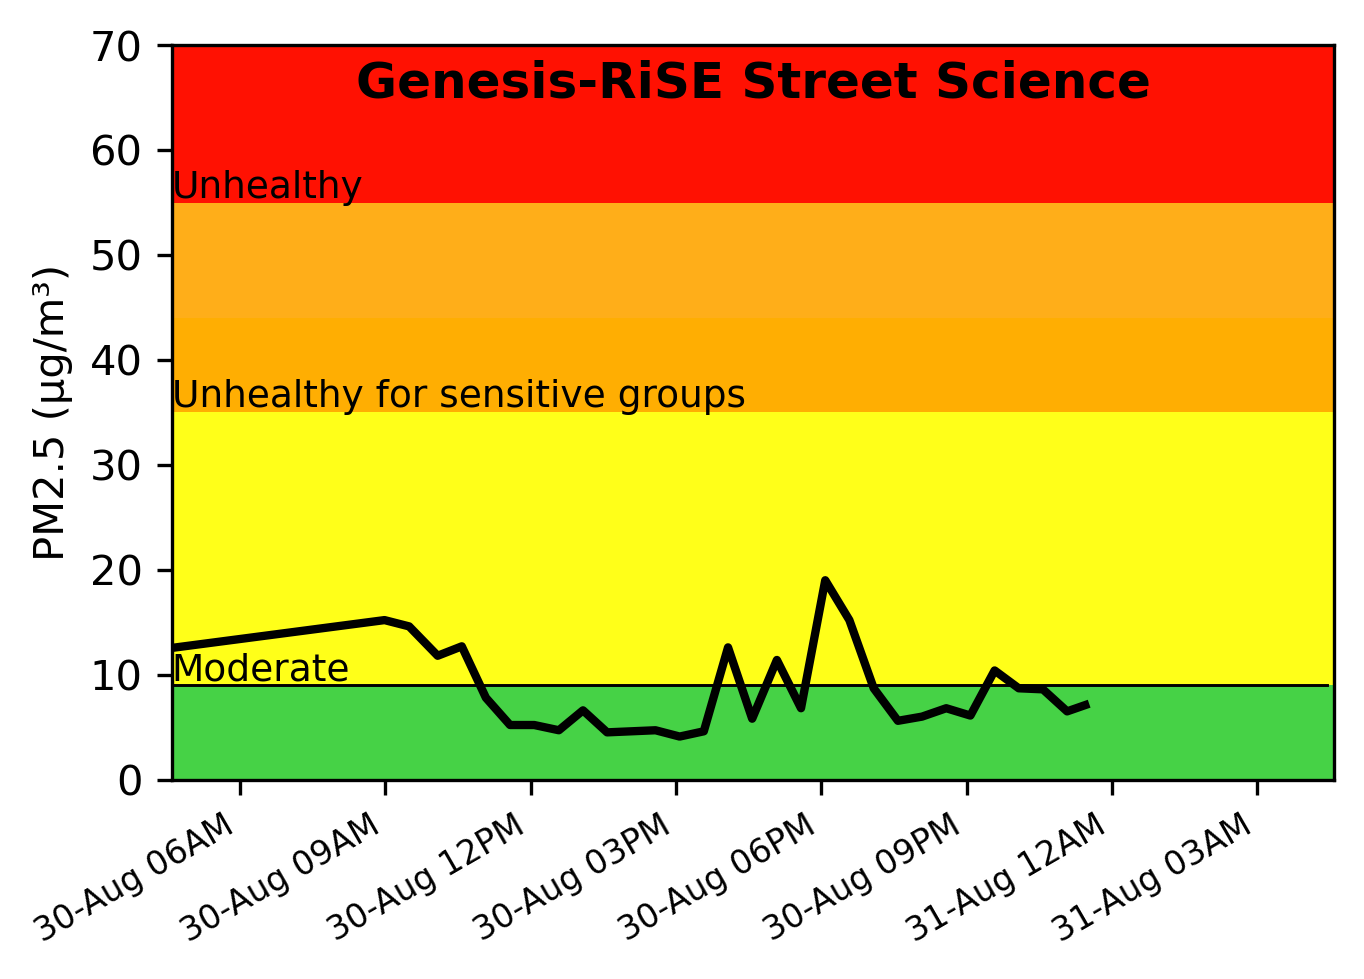 Genesis-RiSE Street Science
PM2.5 (µg/m³)
70
60
50
40
30
20
10
0
Unhealthy
Unhealthy for sensitive groups
Moderate
30-Aug 06AM
30-Aug 09AM
30-Aug 12PM
30-Aug 03PM
30-Aug 06PM
30-Aug 09PM
31-Aug 12AM
31-Aug 03AM